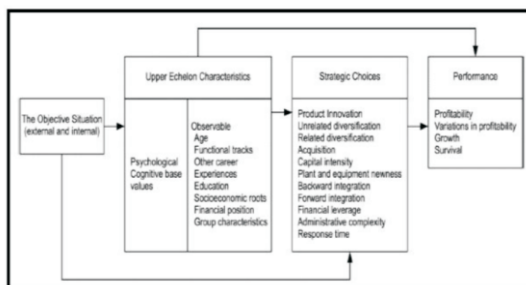 The Objective Situation
(external and internal)
Upper Echelon Characteristics
Psychological
Cognitive base
values
Observable
Age
Functional tracks
Other career
Experiences
Education
Socioeconomic roots
Financial position
Group characteristics
Strategic Choices
Product Innovation
Unrelated diversification
Related diversification
Acquisition
Capital intensity
Plant and equipment newness
Backward integration
Forward integration
Financial leverage
Administrative complexity
Response time
Performance
Profitability
Variations in profitability
Growth
Survival